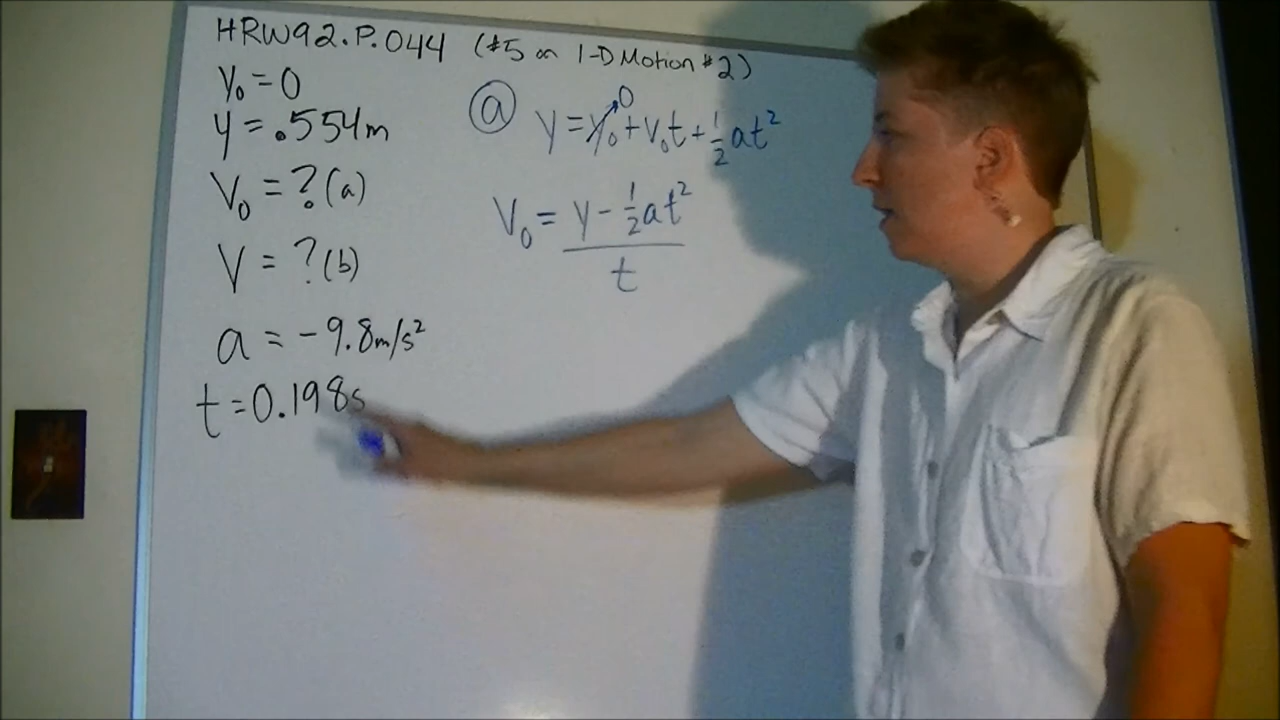 HRW92.P.044 (#5 on 1-D Motion #2)
y₀ = 0
y = .554m
V₀ = ? (a)
V = ? (b)
a = -9.8m/s²
t = 0.198s
ⓐ y = y₀ + v₀t + ½at²
0
V₀ = y - ½at²
t